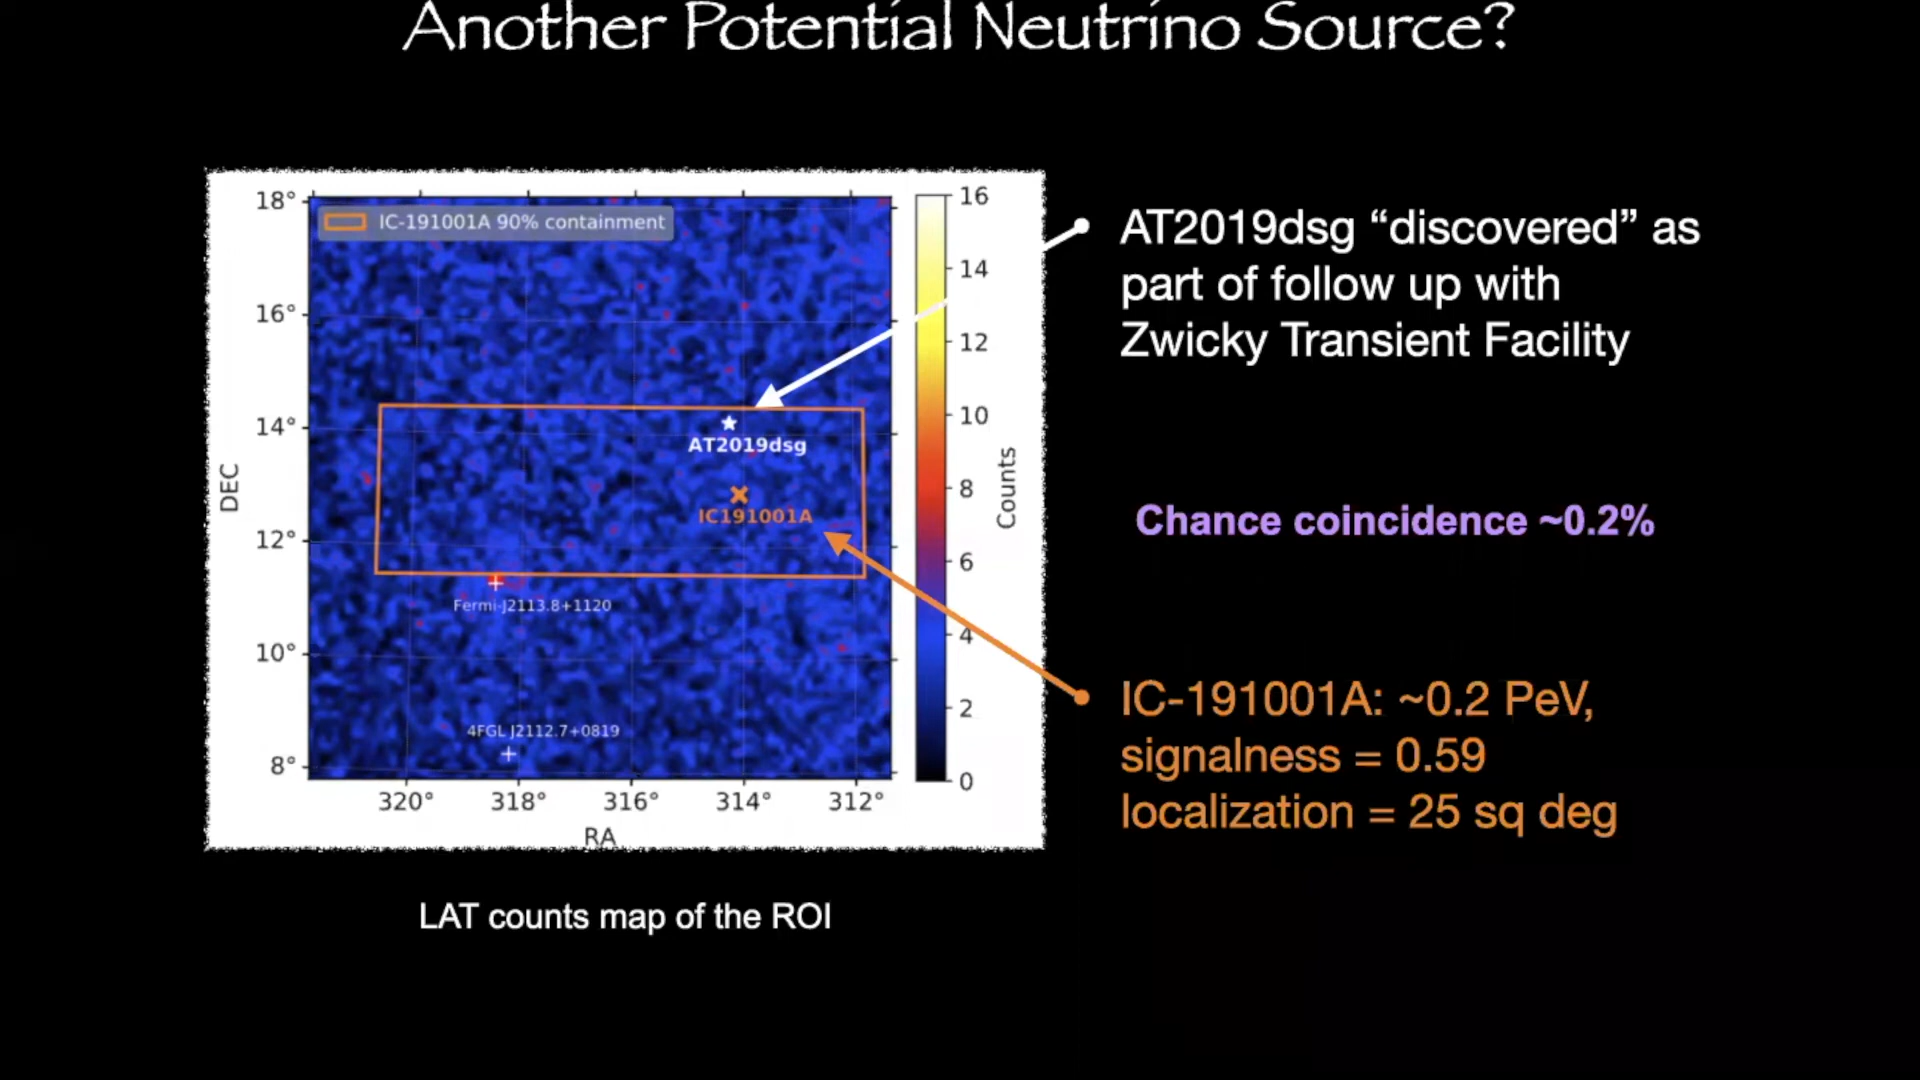 Another Potential Neutrino Source?
IC-191001A 90% containment
18°
16°
14°
12°
10°
8°
DEC
AT2019dsg
IC191001A
Fermi-J2113.8+1120
4FGL J2112.7+0819
320° 318° 316° 314° 312°
RA
16
14
12
10
8
6
4
2
0
Counts
LAT counts map of the ROI
AT2019dsg “discovered” as
part of follow up with
Zwicky Transient Facility
Chance coincidence ~0.2%
IC-191001A: ~0.2 PeV,
signalness = 0.59
localization = 25 sq deg